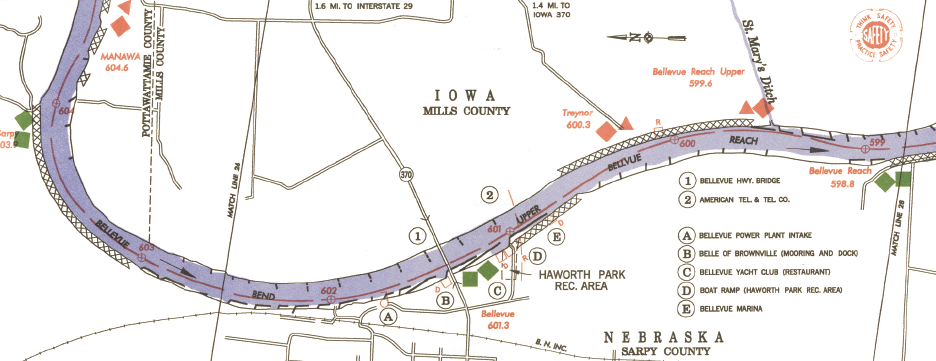 1.6 MI. TO INTERSTATE 29
1.4 MI. TO
IOWA 370
THINK SAFETY
SAFETY
PRACTICE SAFETY
N
St. Mary's Ditch
MANAWA
604.6
POTTAWATTAMIE COUNTY
MILLS COUNTY
Bellevue Reach Upper
599.6
IOWA
MILLS COUNTY
Treynor
600.3
R
604
03.9
600
REACH
599
BELLVUE
Bellevue Reach
598.8
MATCH LINE 26
370
1 BELLEVUE HWY. BRIDGE
2 AMERICAN TEL. & TEL. CO.
2
UPPER
601
1
D
E
BELLEVUE
603
BEND
602
D
R
D
B
C
A
HAWORTH PARK
REC. AREA
A BELLEVUE POWER PLANT INTAKE
B BELLE OF BROWNVILLE (MOORING AND DOCK)
C BELLEVUE YACHT CLUB (RESTAURANT)
D BOAT RAMP (HAWORTH PARK REC. AREA)
E BELLEVUE MARINA
MATCH LINE 28
Bellevue
601.3
B. N. INC.
NEBRASKA
SARPY COUNTY